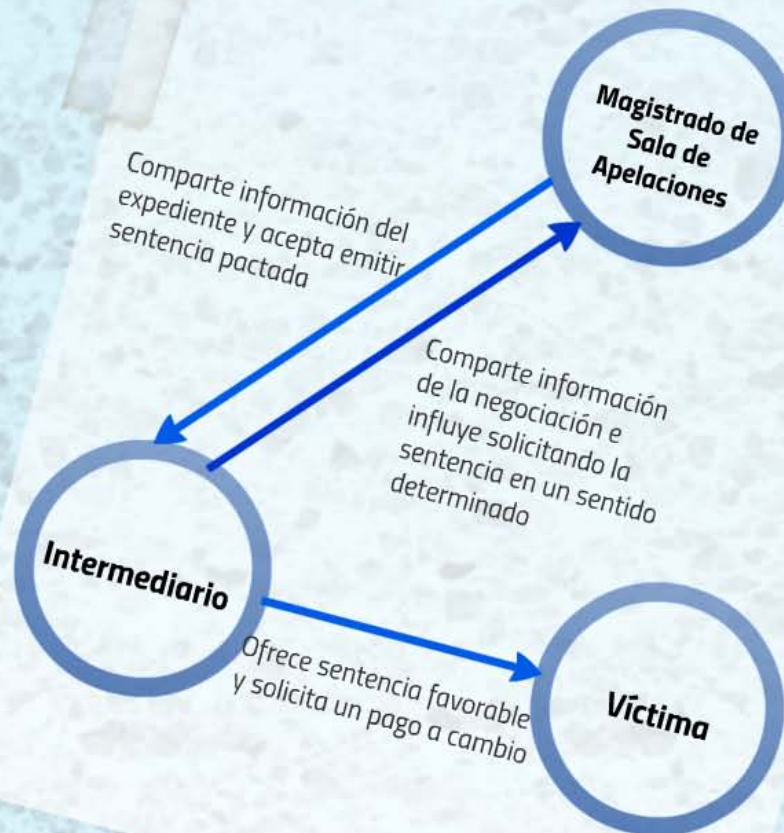 Magistrado de
Sala de
Apelaciones
Comparte información del
expediente y acepta emitir
sentencia pactada
Comparte información
de la negociación e
influye solicitando la
sentencia en un sentido
determinado
Intermediario
Ofrece sentencia favorable
y solicita un pago a cambio
Víctima